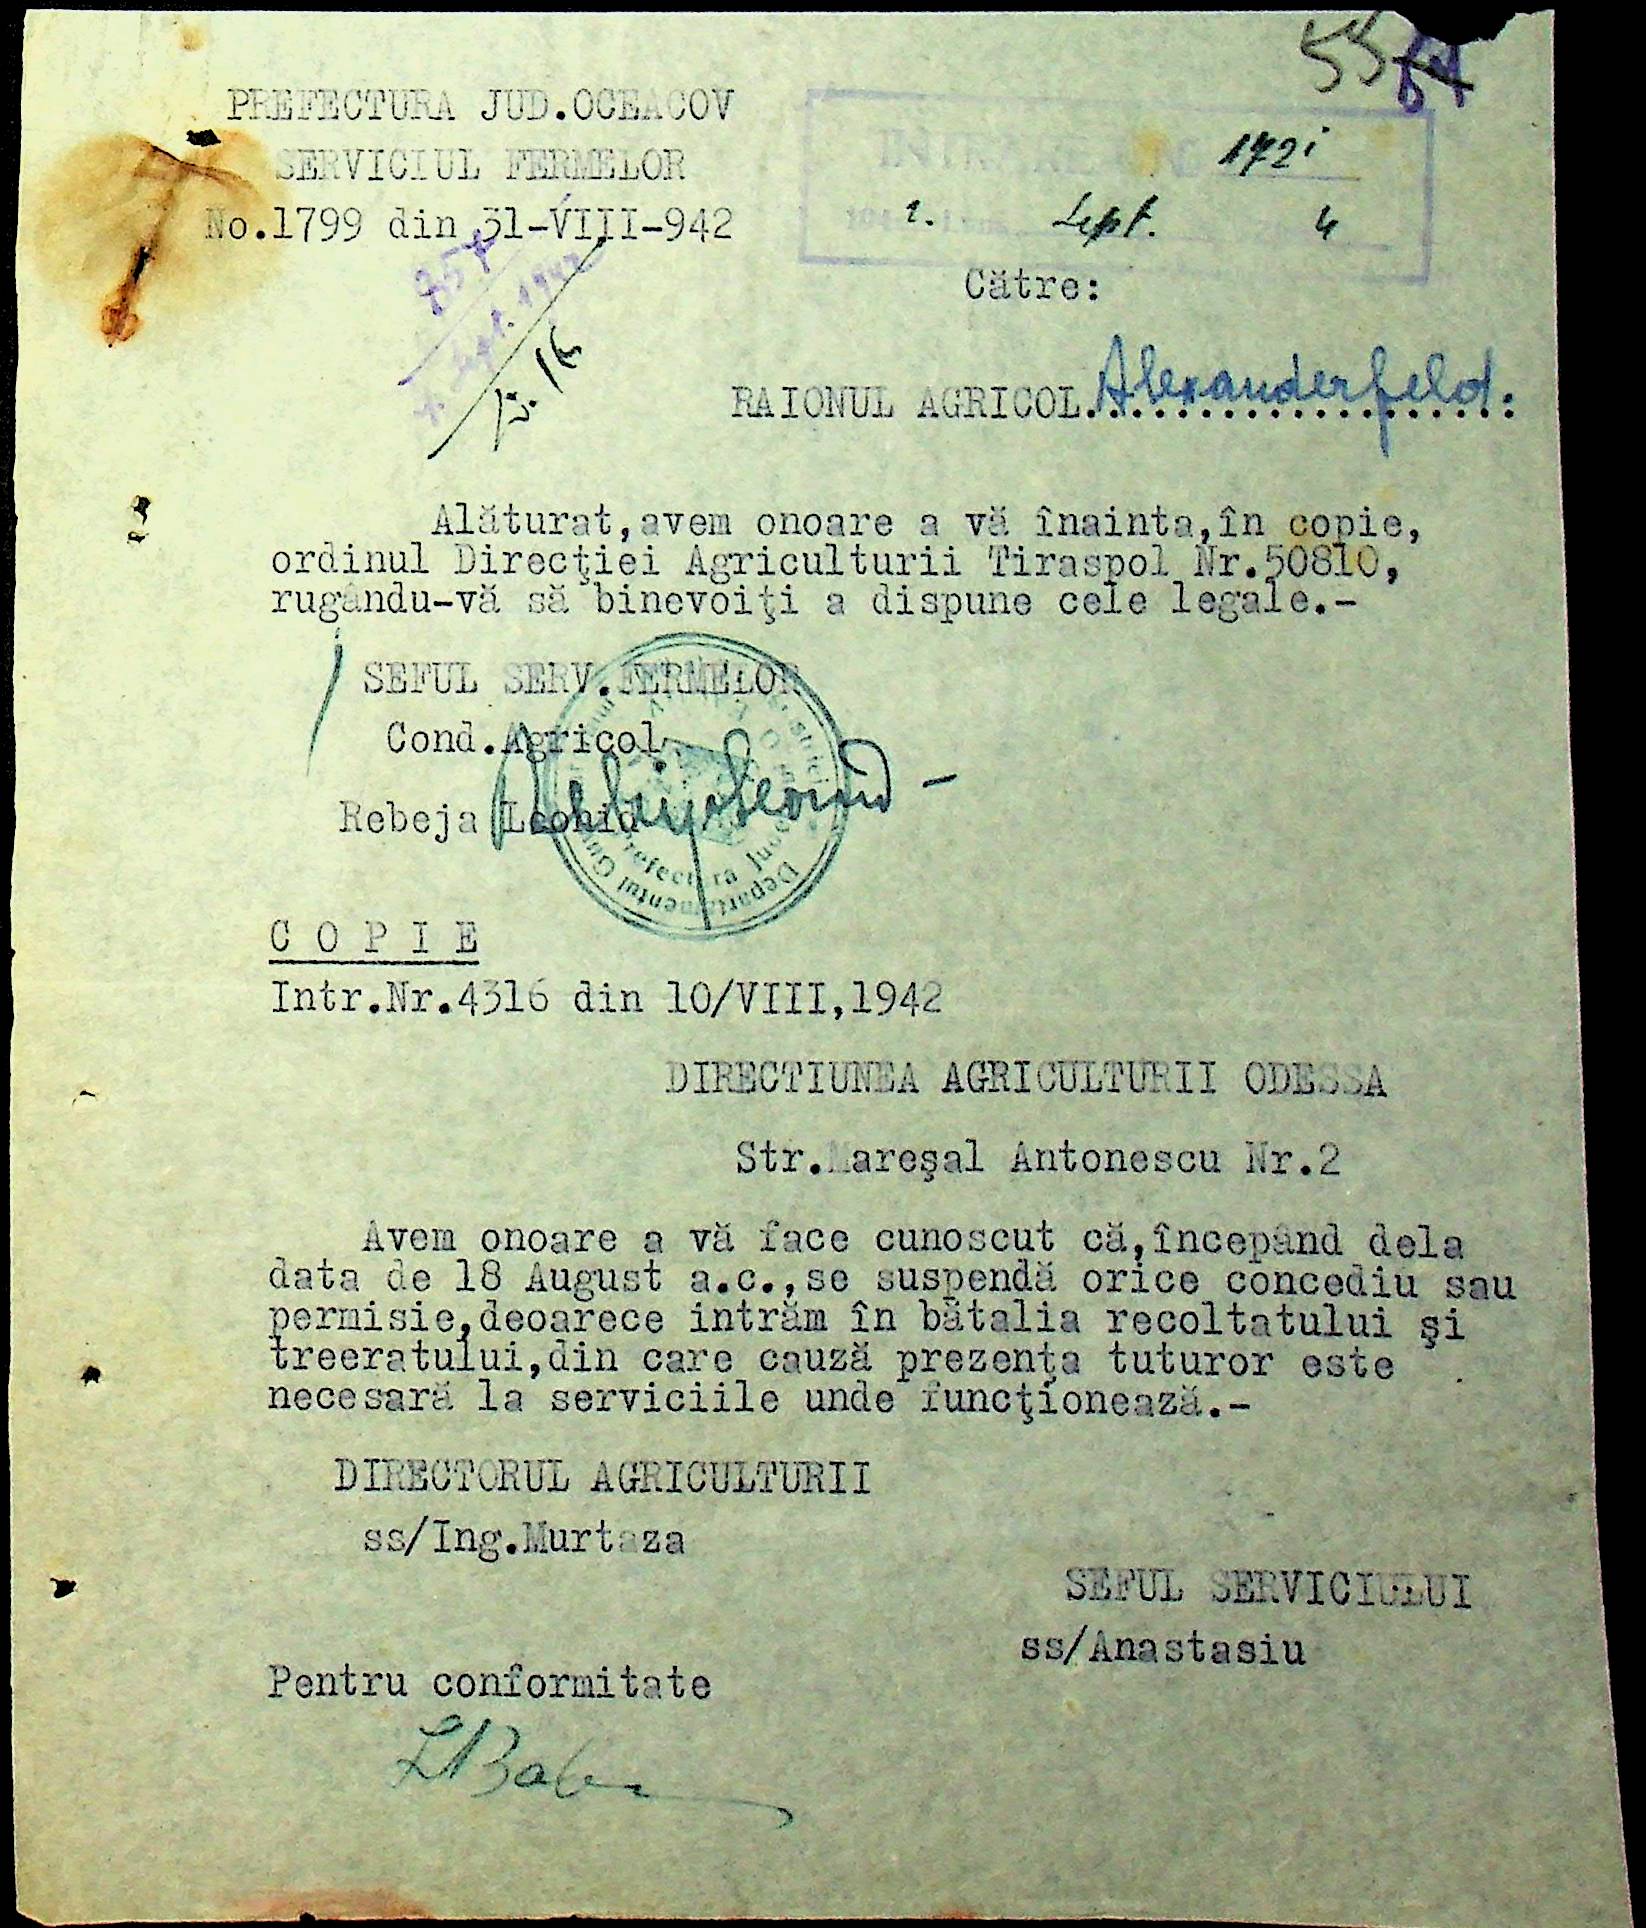 55
PREFECTURA JUD.OCEACOV
SERVICIUL FERMELOR
No.1799 din 31-VIII-942
1721
2. Sept.
Către:
RAIONUL AGRICOL Alexanderfeld.
Alăturat,avem onoare a vă înainta,în copie,
ordinul Direcţiei Agriculturii Tiraspol Nr.50810,
rugându-vă să binevoiţi a dispune cele legale.-
SEFUL SERV.FERMELOR
Cond.Agricol
Rebeja Leonid
Prefectura
Departamentul
C O P I E
Intr.Nr.4316 din 10/VIII,1942
DIRECTIUNEA AGRICULTURII ODESSA
Str.Mareşal Antonescu Nr.2
Avem onoare a vă face cunoscut că,începând dela
data de 18 August a.c.,se suspendă orice concediu sau
permisie,deoarece intrăm în bătalia recoltatului şi
treeratului,din care cauză prezenţa tuturor este
necesară la serviciile unde funcţionează.-
DIRECTORUL AGRICULTURII
ss/Ing.Murtaza
SEFUL SERVICIULUI
ss/Anastasiu
Pentru conformitate